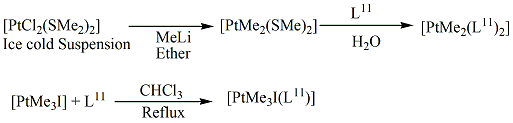 [PtCl₂(SMe₂)₂] MeLi [PtMe₂(SMe)₂] L¹¹ [PtMe₂(L¹¹)₂]
Ice cold Suspension Ether H₂O
[PtMe₃I] + L¹¹ CHCl₃ [PtMe₃I(L¹¹)]
Reflux